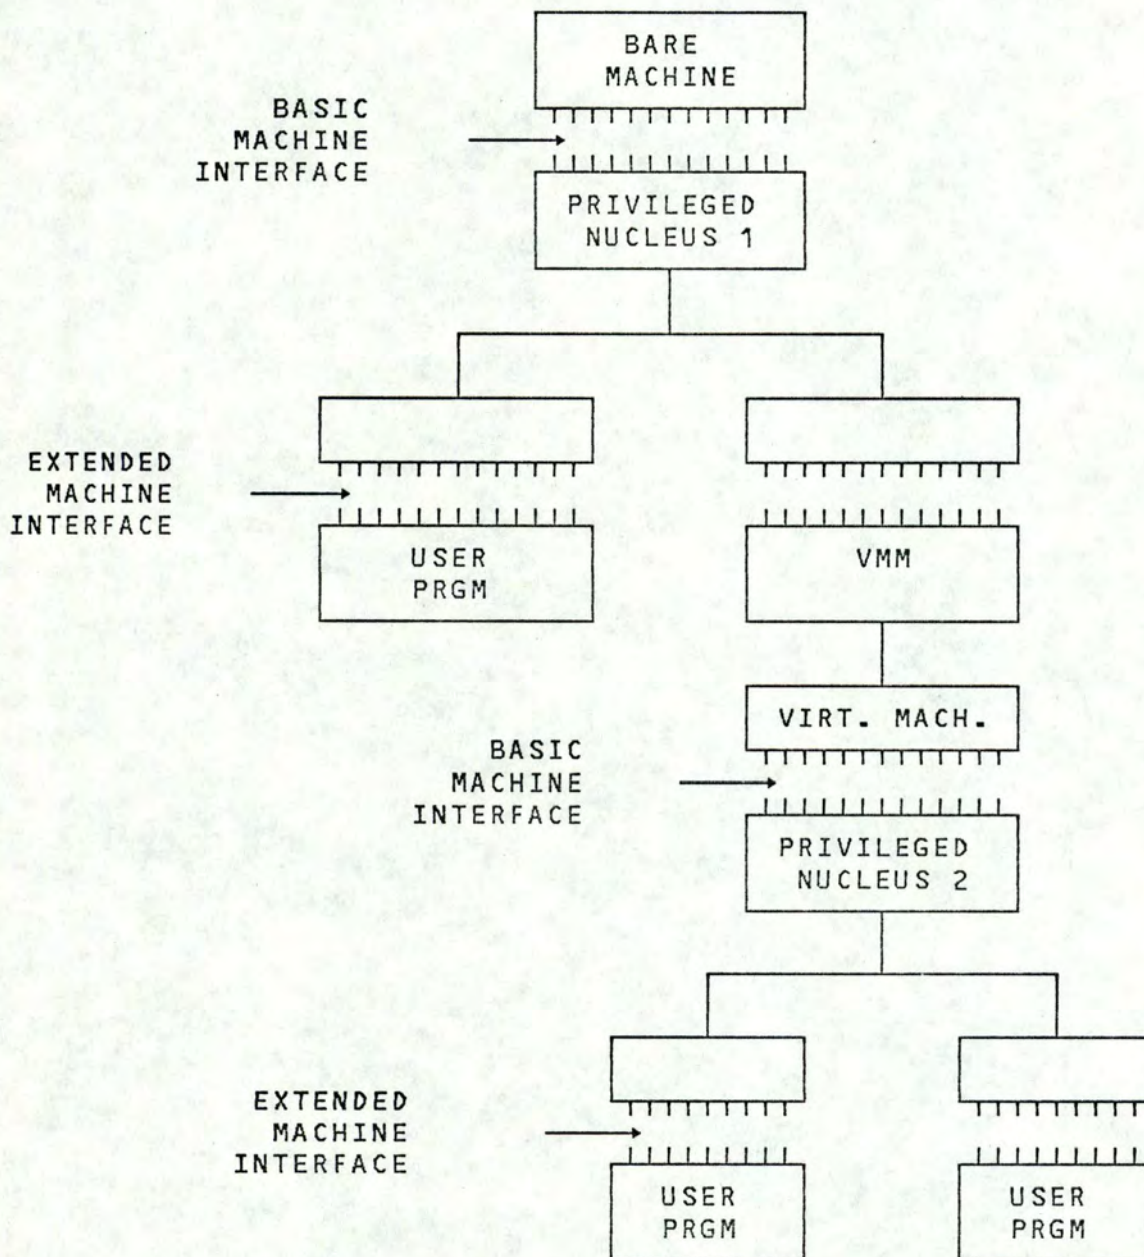 BARE
MACHINE
BASIC
MACHINE
INTERFACE
PRIVILEGED
NUCLEUS 1
EXTENDED
MACHINE
INTERFACE
USER
PRGM
VMM
VIRT. MACH.
BASIC
MACHINE
INTERFACE
PRIVILEGED
NUCLEUS 2
EXTENDED
MACHINE
INTERFACE
USER
PRGM
USER
PRGM